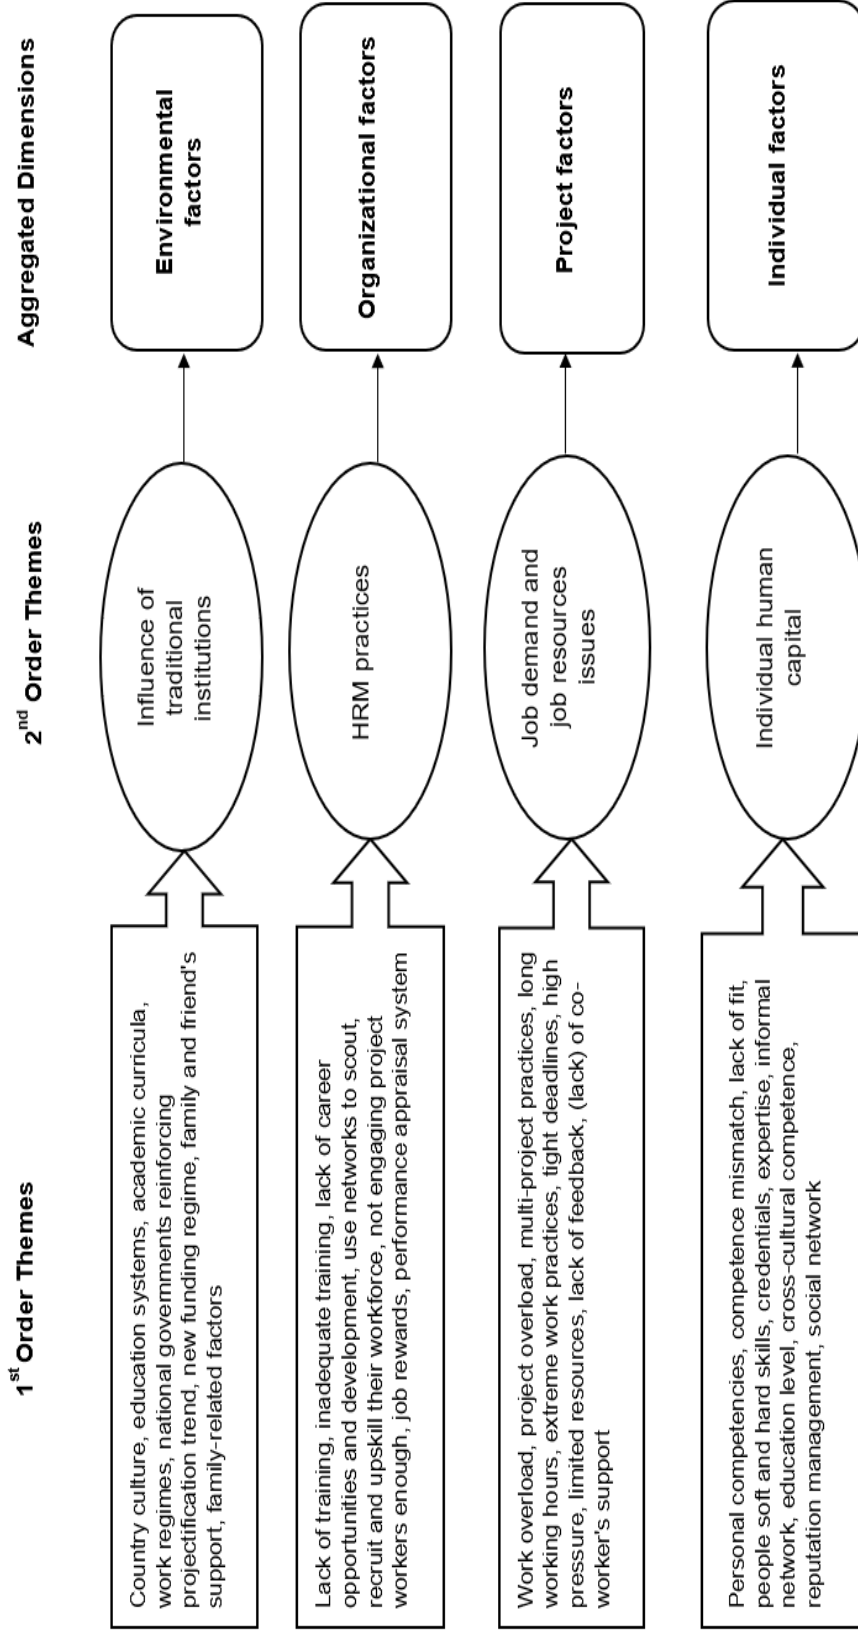 1st Order Themes
2nd Order Themes
Aggregated Dimensions
Country culture, education systems, academic curricula,
work regimes, national governments reinforcing
projectification trend, new funding regime, family and friend's
support, family-related factors
Influence of
traditional
institutions
Environmental
factors
Lack of training, inadequate training, lack of career
opportunities and development, use networks to scout,
recruit and upskill their workforce, not engaging project
workers enough, job rewards, performance appraisal system
HRM practices
Organizational factors
Work overload, project overload, multi-project practices, long
working hours, extreme work practices, tight deadlines, high
pressure, limited resources, lack of feedback, (lack) of co-
worker's support
Job demand and
job resources
issues
Project factors
Personal competencies, competence mismatch, lack of fit,
people soft and hard skills, credentials, expertise, informal
network, education level, cross-cultural competence,
reputation management, social network
Individual human
capital
Individual factors